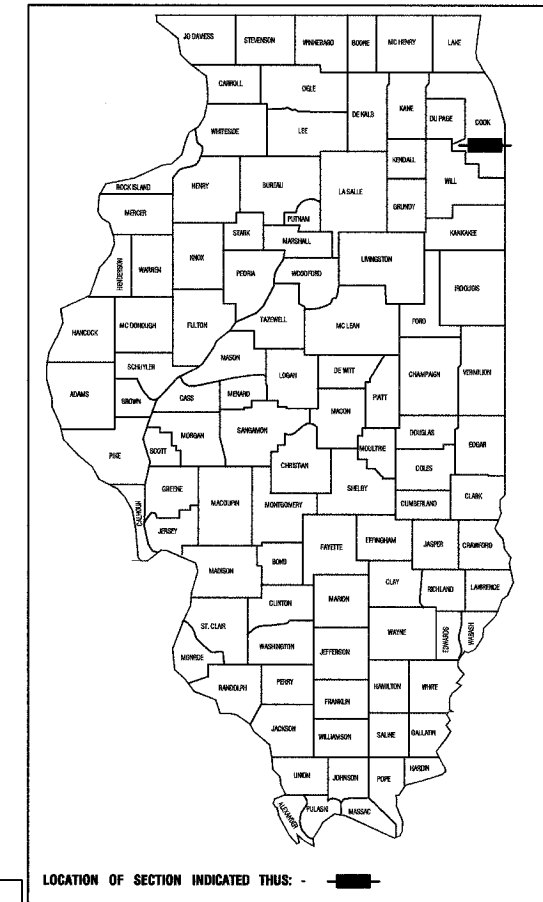 JO DAVIESS STEVENSON WINNEBAGO BOONE MC HENRY LAKE
CARROLL OGLE DE KALB KANE DU PAGE COOK
WHITESIDE LEE
KENDALL WILL
ROCK ISLAND HENRY BUREAU LA SALLE GRUNDY
MERCER PUTNAM
STARK MARSHALL KANKAKEE
HENDERSON WARREN KNOX PEORIA WOODFORD LIVINGSTON IROQUOIS
HANCOCK MC DONOUGH FULTON TAZEWELL MC LEAN FORD
MASON
SCHUYLER LOGAN DE WITT CHAMPAIGN VERMILION
ADAMS BROWN CASS MENARD PIATT
MACON
PIKE SCOTT MORGAN SANGAMON MOULTRIE DOUGLAS EDGAR
CHRISTIAN COLES
CALHOUN GREENE MACOUPIN MONTGOMERY SHELBY CUMBERLAND CLARK
JERSEY FAYETTE EFFINGHAM JASPER CRAWFORD
MADISON BOND CLAY RICHLAND LAWRENCE
CLINTON MARION
ST. CLAIR WAYNE EDWARDS WABASH
MONROE WASHINGTON JEFFERSON
RANDOLPH PERRY HAMILTON WHITE
FRANKLIN
JACKSON WILLIAMSON SALINE GALLATIN
UNION JOHNSON POPE HARDIN
ALEXANDER PULASKI MASSAC
LOCATION OF SECTION INDICATED THUS: -